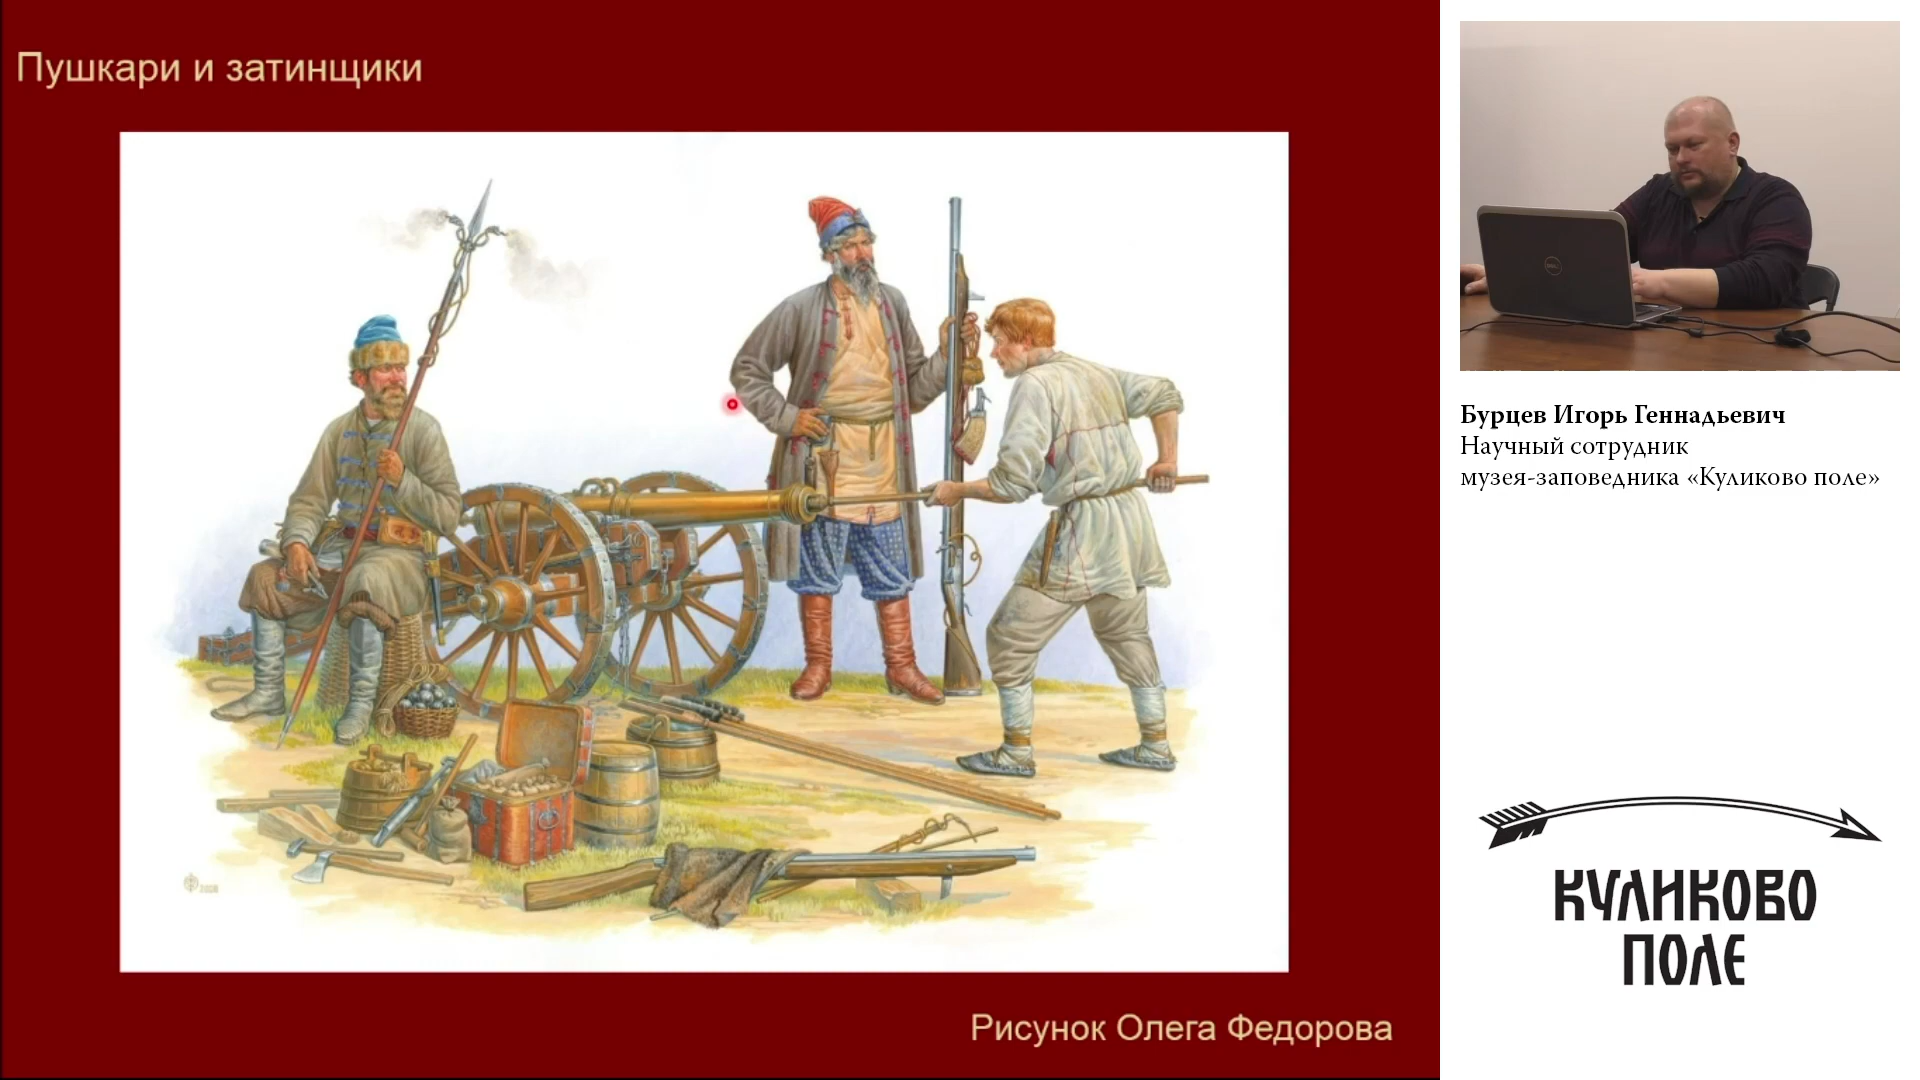 Пушкари и затинщики
Рисунок Олега Федорова
Бурцев Игорь Геннадьевич
Научный сотрудник
музея-заповедника «Куликово поле»
КУЛИКОВО
ПОЛЕ